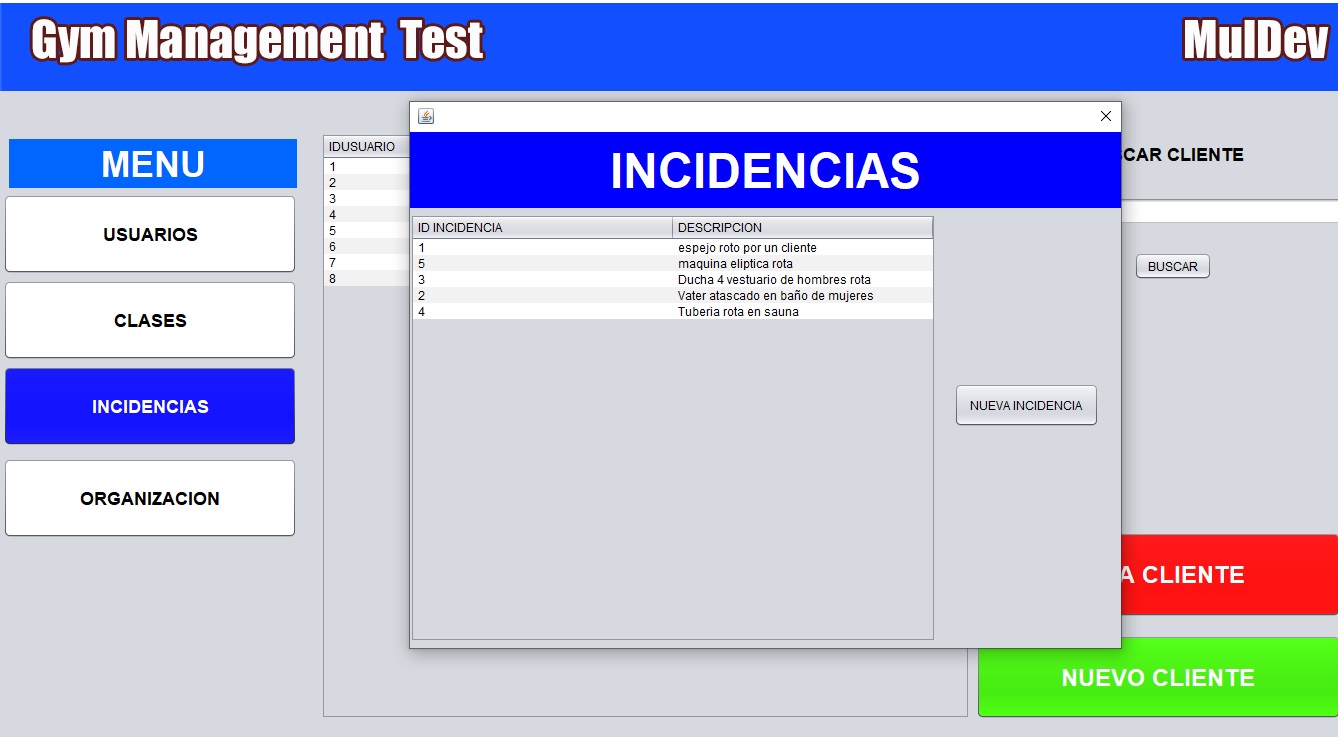 Gym Management Test
MulDev
MENU
USUARIOS
CLASES
INCIDENCIAS
ORGANIZACION
IDUSUARIO
1
2
3
4
5
6
7
8
INCIDENCIAS
ID INCIDENCIA DESCRIPCION
1 espejo roto por un cliente
5 maquina eliptica rota
3 Ducha 4 vestuario de hombres rota
2 Vater atascado en baño de mujeres
4 Tuberia rota en sauna
NUEVA INCIDENCIA
CAR CLIENTE
BUSCAR
A CLIENTE
NUEVO CLIENTE